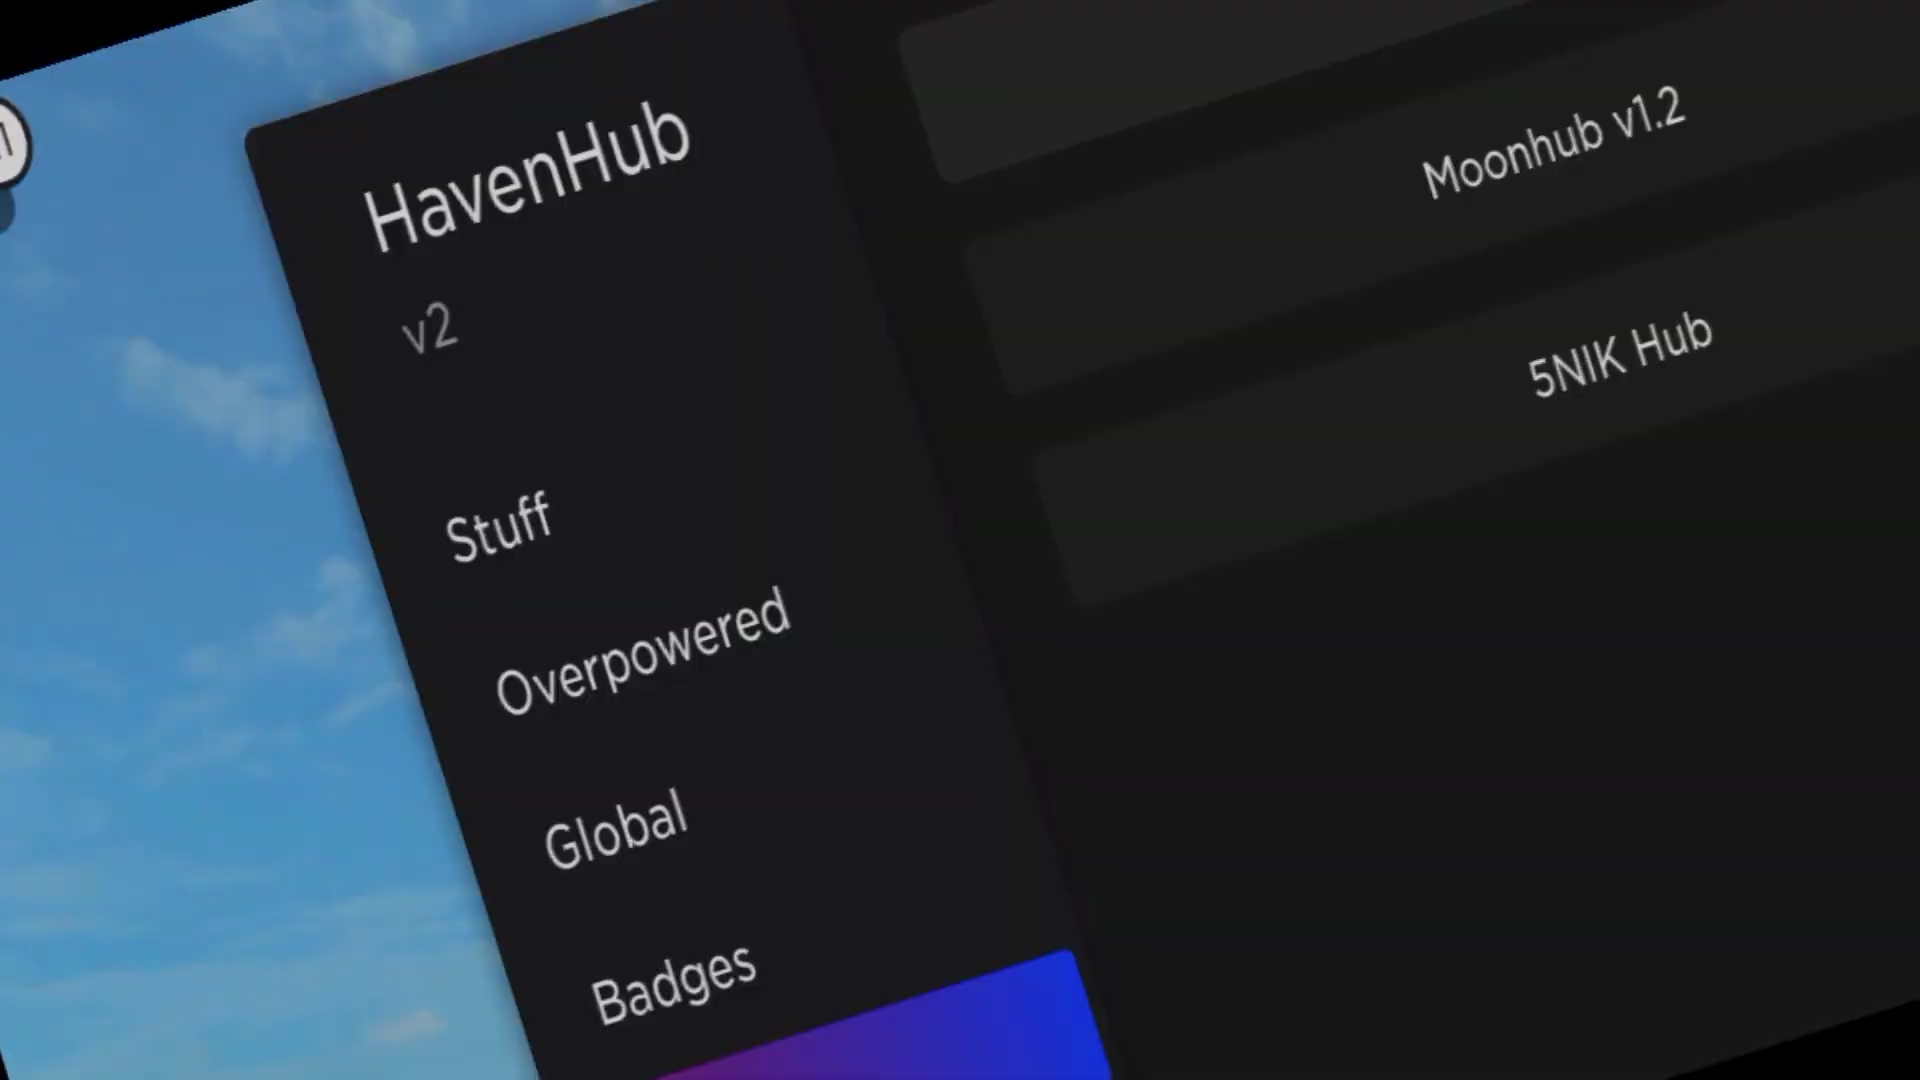 HavenHub
v2
Stuff
Overpowered
Global
Badges
Moonhub v1.2
5NIK Hub